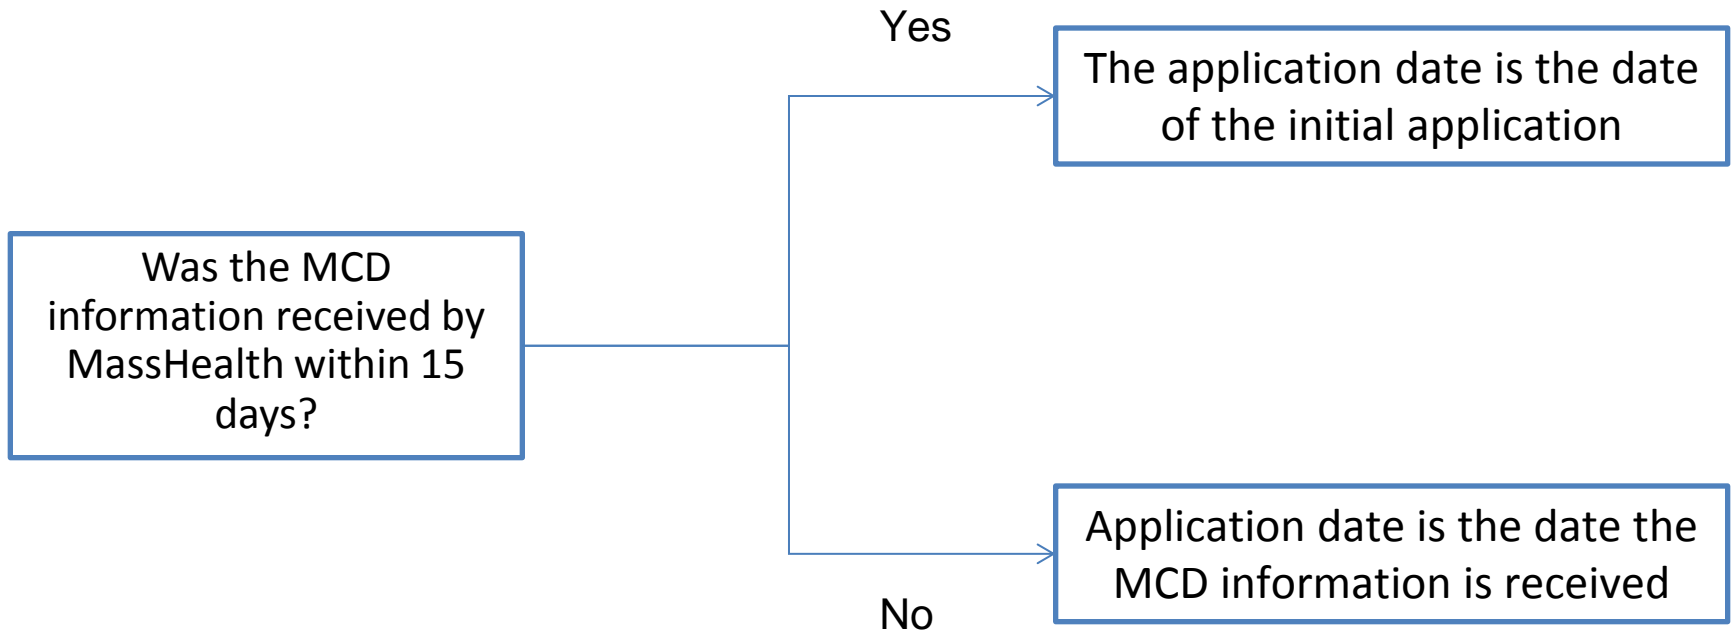 Yes
The application date is the date
of the initial application
Was the MCD
information received by
MassHealth within 15
days?
Application date is the date the
MCD information is received
No